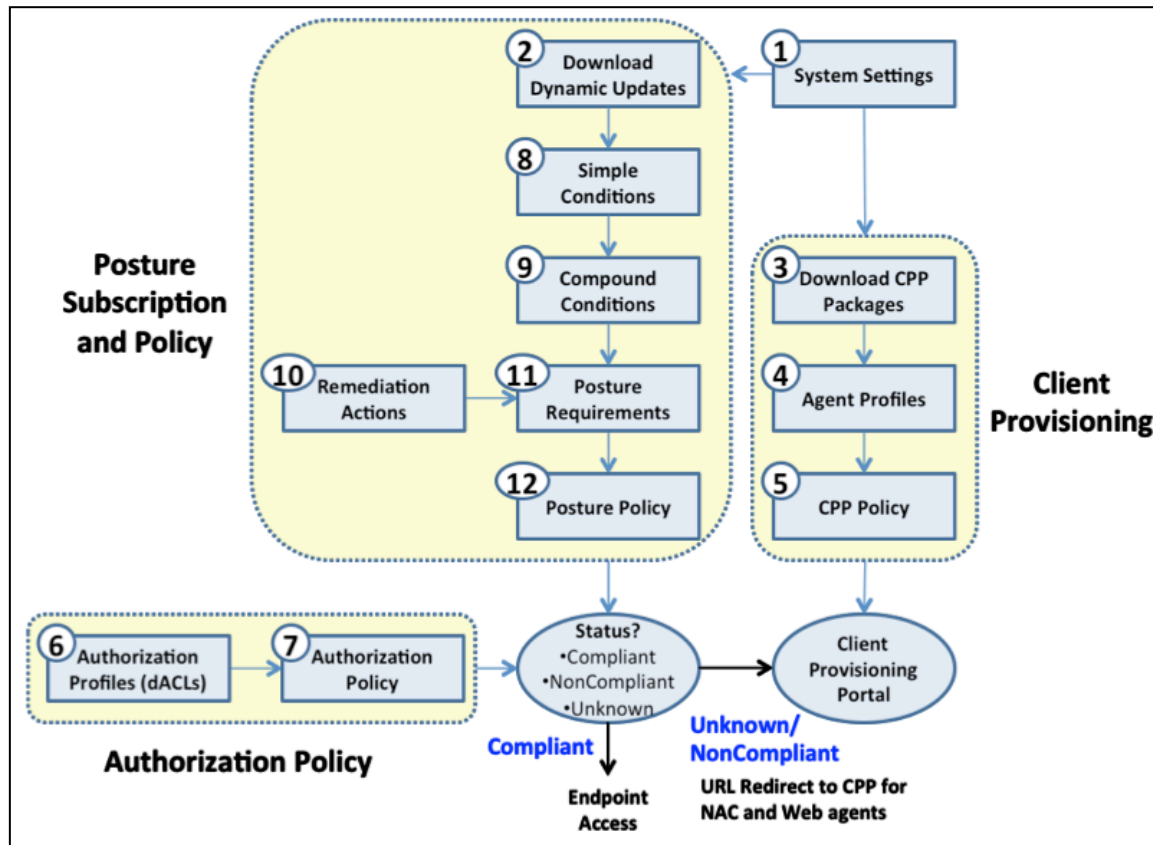 2
Download
Dynamic Updates
1
System Settings
8
Simple
Conditions
9
Compound
Conditions
3
Download CPP
Packages
Posture
Subscription
and Policy
10
Remediation
Actions
11
Posture
Requirements
4
Agent Profiles
Client
Provisioning
12
Posture Policy
5
CPP Policy
6
Authorization
Profiles (dACLs)
7
Authorization
Policy
Status?
•Compliant
•NonCompliant
•Unknown
Client
Provisioning
Portal
Authorization Policy
Compliant
Unknown/
NonCompliant
Endpoint
Access
URL Redirect to CPP for
NAC and Web agents